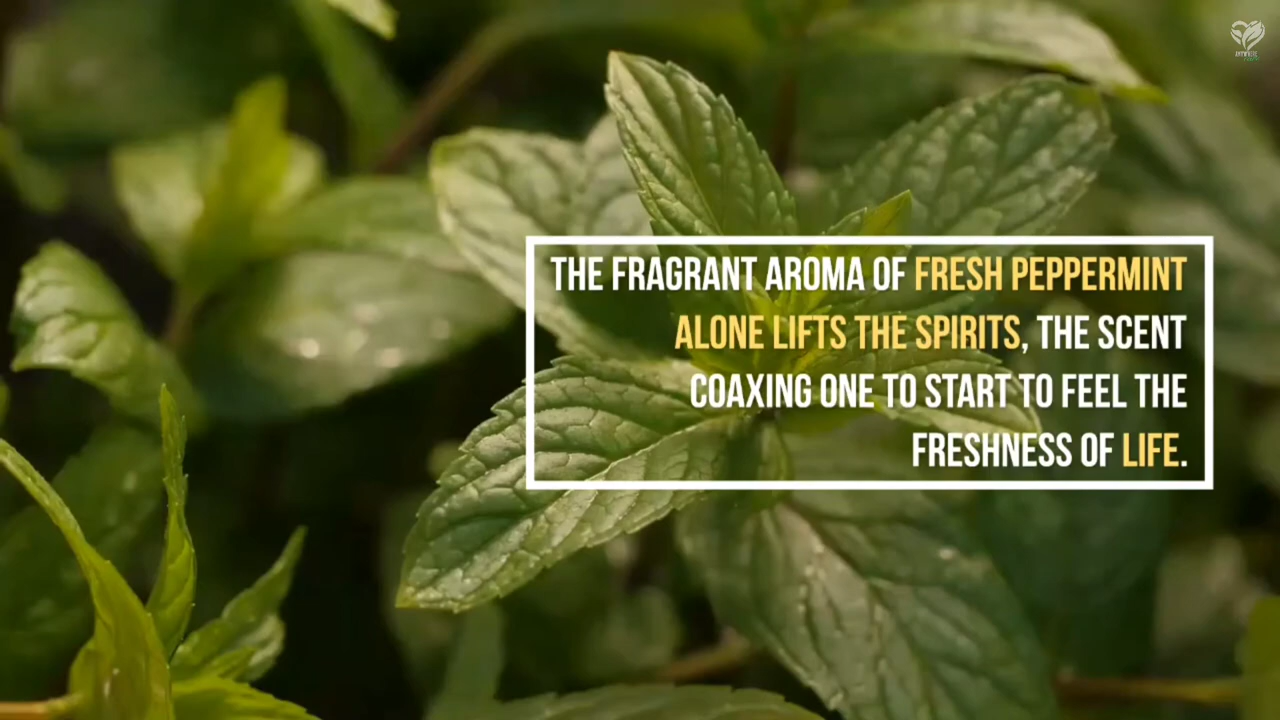 THE FRAGRANT AROMA OF FRESH PEPPERMINT
ALONE LIFTS THE SPIRITS, THE SCENT
COAXING ONE TO START TO FEEL THE
FRESHNESS OF LIFE.